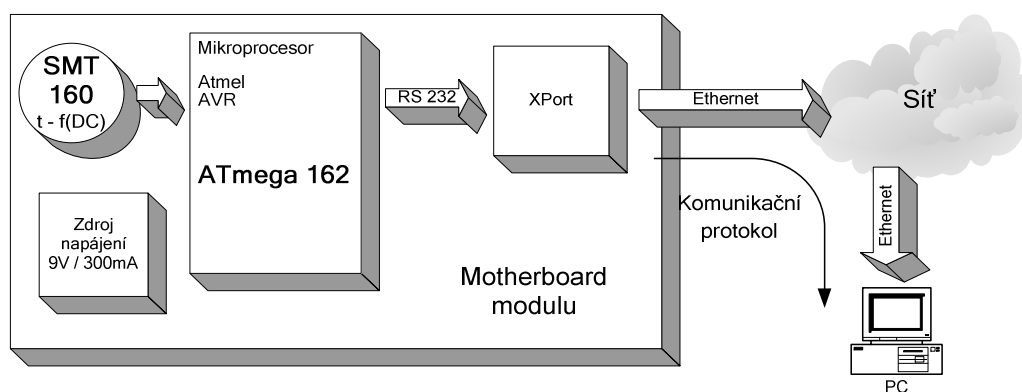 SMT
160
t - f(DC)
Mikroprocesor
Atmel
AVR
ATmega 162
RS 232
XPort
Ethernet
Síť
Zdroj
napájení
9V / 300mA
Motherboard
modulu
Komunikační
protokol
Ethernet
PC